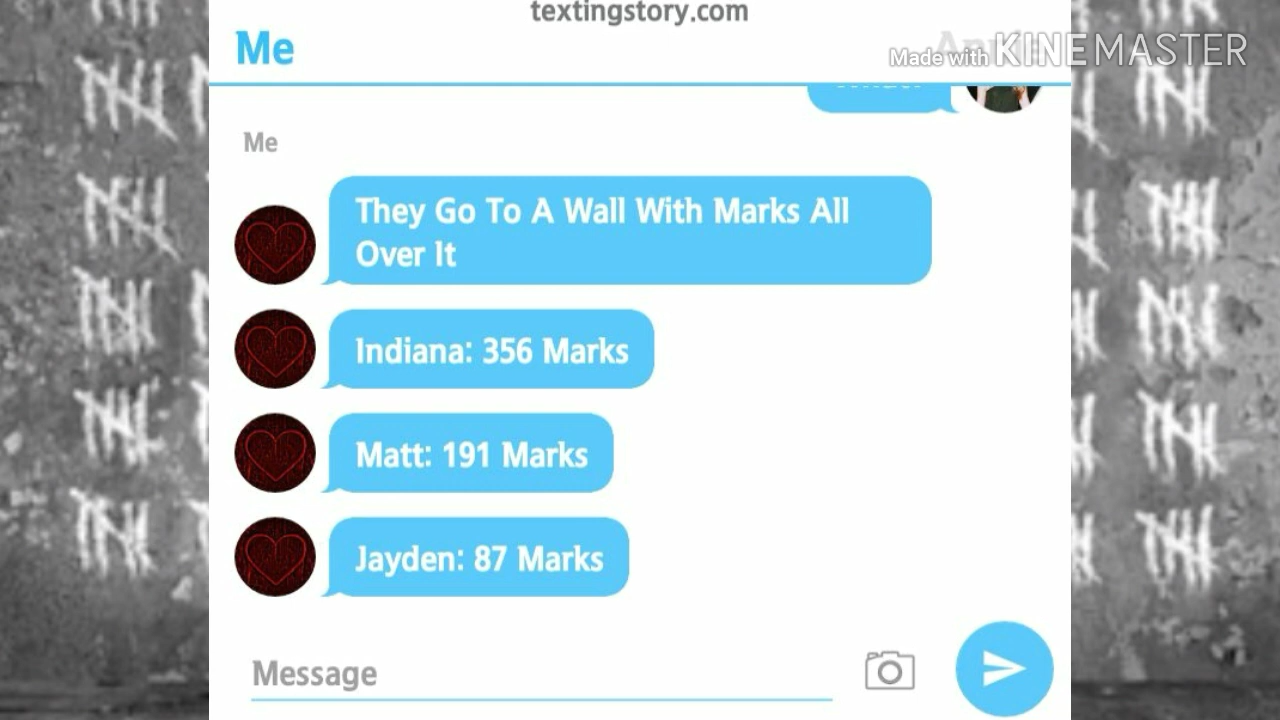 textingstory.com
Me
Made with KINEMASTER
Me
They Go To A Wall With Marks All
Over It
Indiana: 356 Marks
Matt: 191 Marks
Jayden: 87 Marks
Message